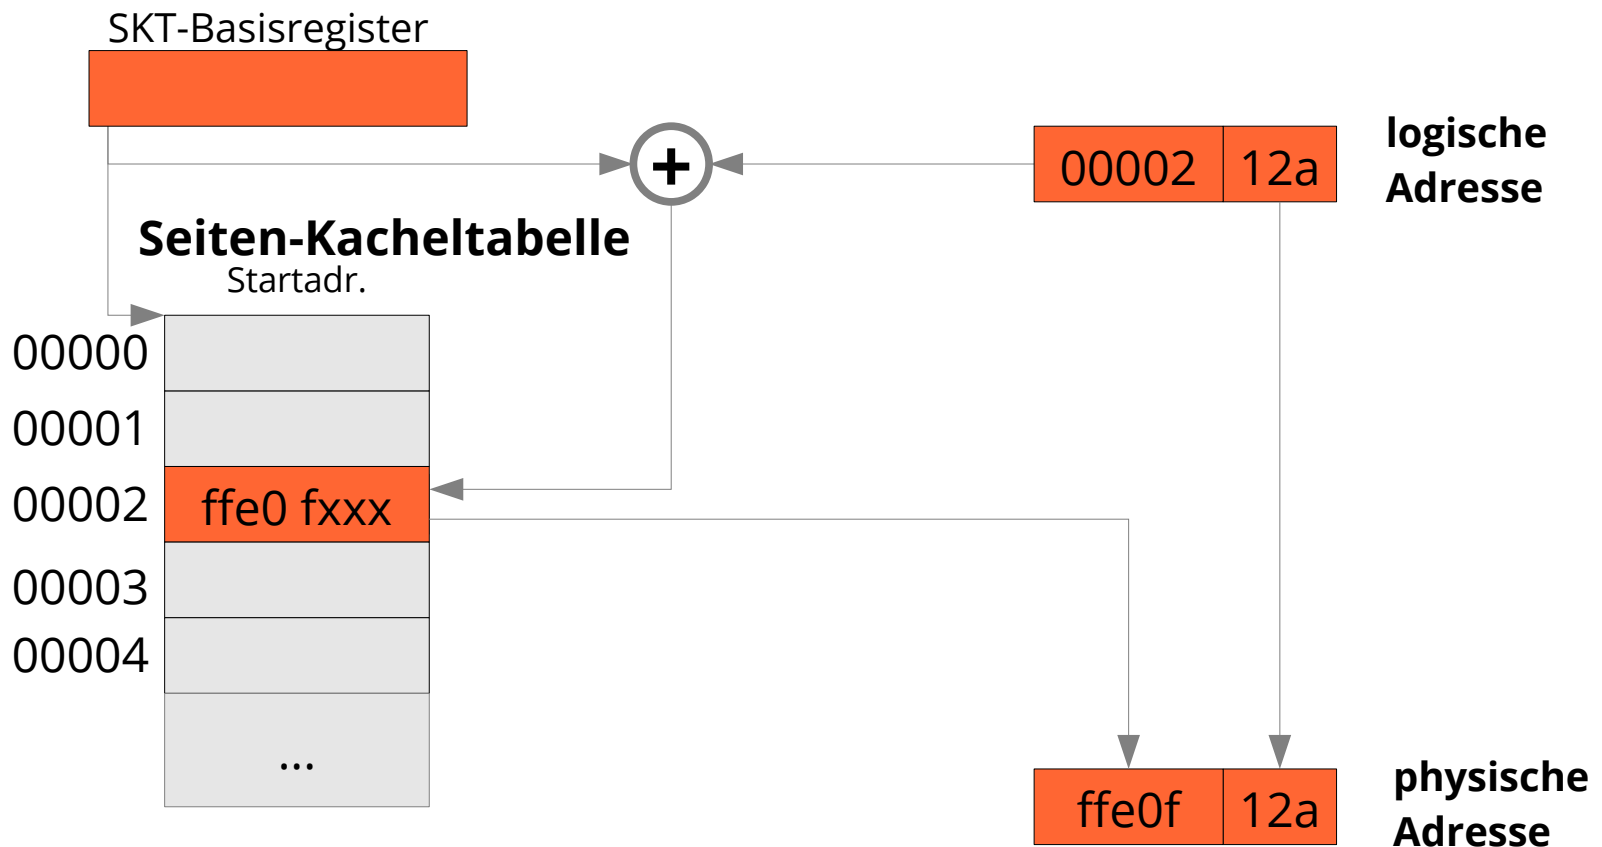 SKT-Basisregister
00002 12a
logische
Adresse
+
Seiten-Kacheltabelle
Startadr.
00000
00001
00002 ffe0 fxxx
00003
00004
...
ffe0f 12a
physische
Adresse